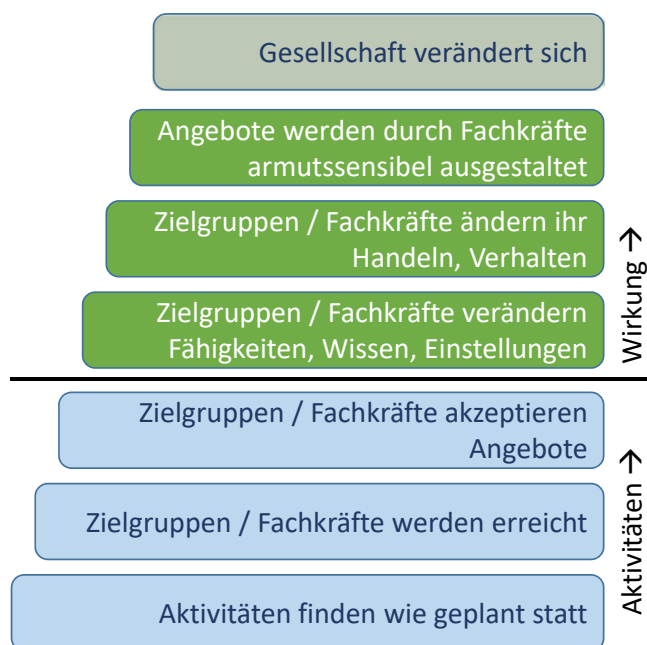 Gesellschaft verändert sich
Angebote werden durch Fachkräfte
armutssensibel ausgestaltet
Zielgruppen / Fachkräfte ändern ihr
Handeln, Verhalten
Zielgruppen / Fachkräfte verändern
Fähigkeiten, Wissen, Einstellungen
Wirkung →
Zielgruppen / Fachkräfte akzeptieren
Angebote
Zielgruppen / Fachkräfte werden erreicht
Aktivitäten finden wie geplant statt
Aktivitäten →